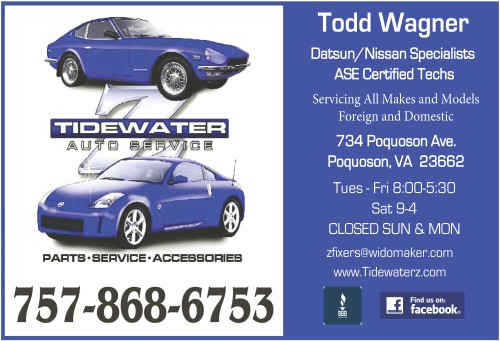 Z
TIDEWATER
AUTO SERVICE
PARTS • SERVICE • ACCESSORIES
757-868-6753
Todd Wagner
Datsun/Nissan Specialists
ASE Certified Techs
Servicing All Makes and Models
Foreign and Domestic
734 Poquoson Ave.
Poquoson, VA 23662
Tues - Fri 8:00-5:30
Sat 9-4
CLOSED SUN & MON
zfixers@widomaker.com
www.Tidewaterz.com
BBB
f
Find us on:
facebook